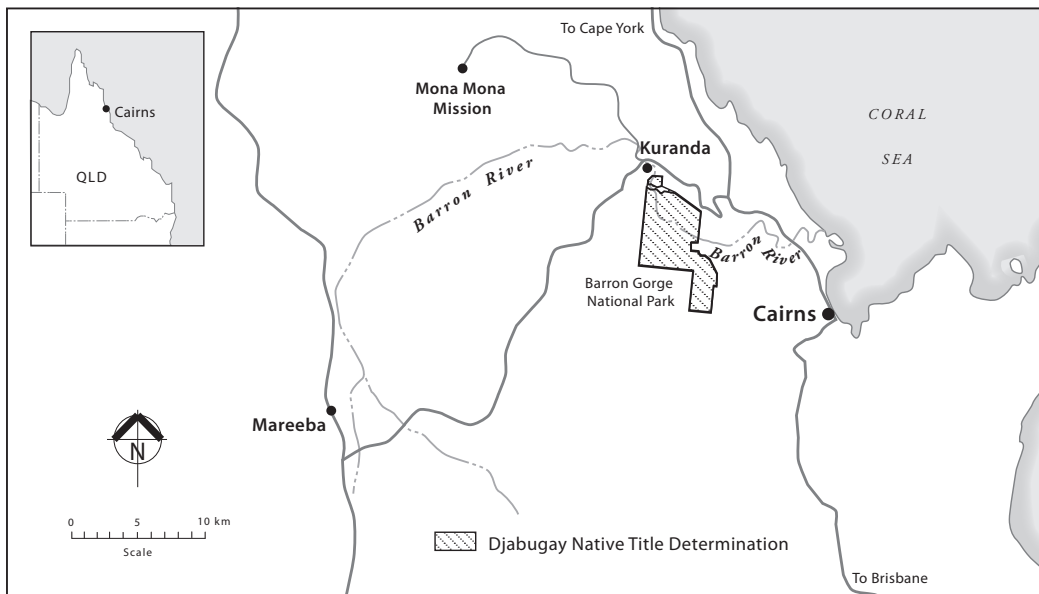 To Cape York
Cairns
QLD
Mona Mona
Mission
CORAL
SEA
Kuranda
Barron River
Barron River
Barron Gorge
National Park
Cairns
Mareeba
N
0 5 10 km
Scale
Djabugay Native Title Determination
To Brisbane